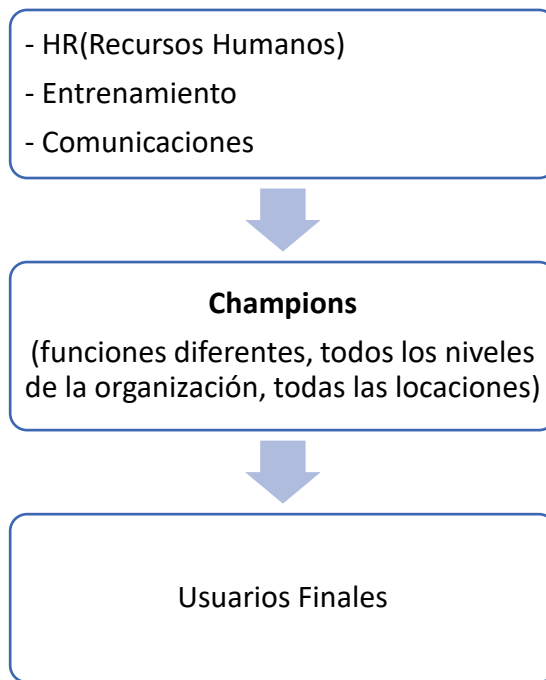 - HR(Recursos Humanos)
- Entrenamiento
- Comunicaciones
Champions
(funciones diferentes, todos los niveles
de la organización, todas las locaciones)
Usuarios Finales